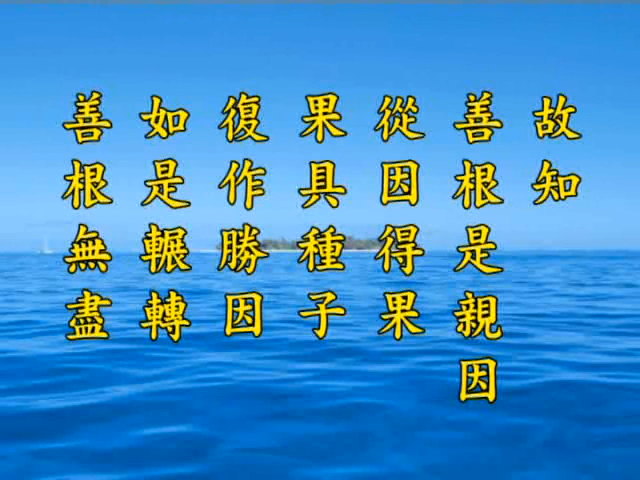 故知
善根是親因
從因得果
果具種子
復作勝因
如是輾轉
善根無盡